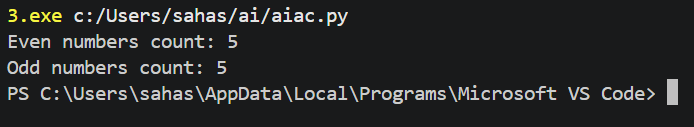 3.exe c:/Users/sahas/ai/aiac.py
Even numbers count: 5
Odd numbers count: 5
PS C:\Users\sahas\AppData\Local\Programs\Microsoft VS Code>